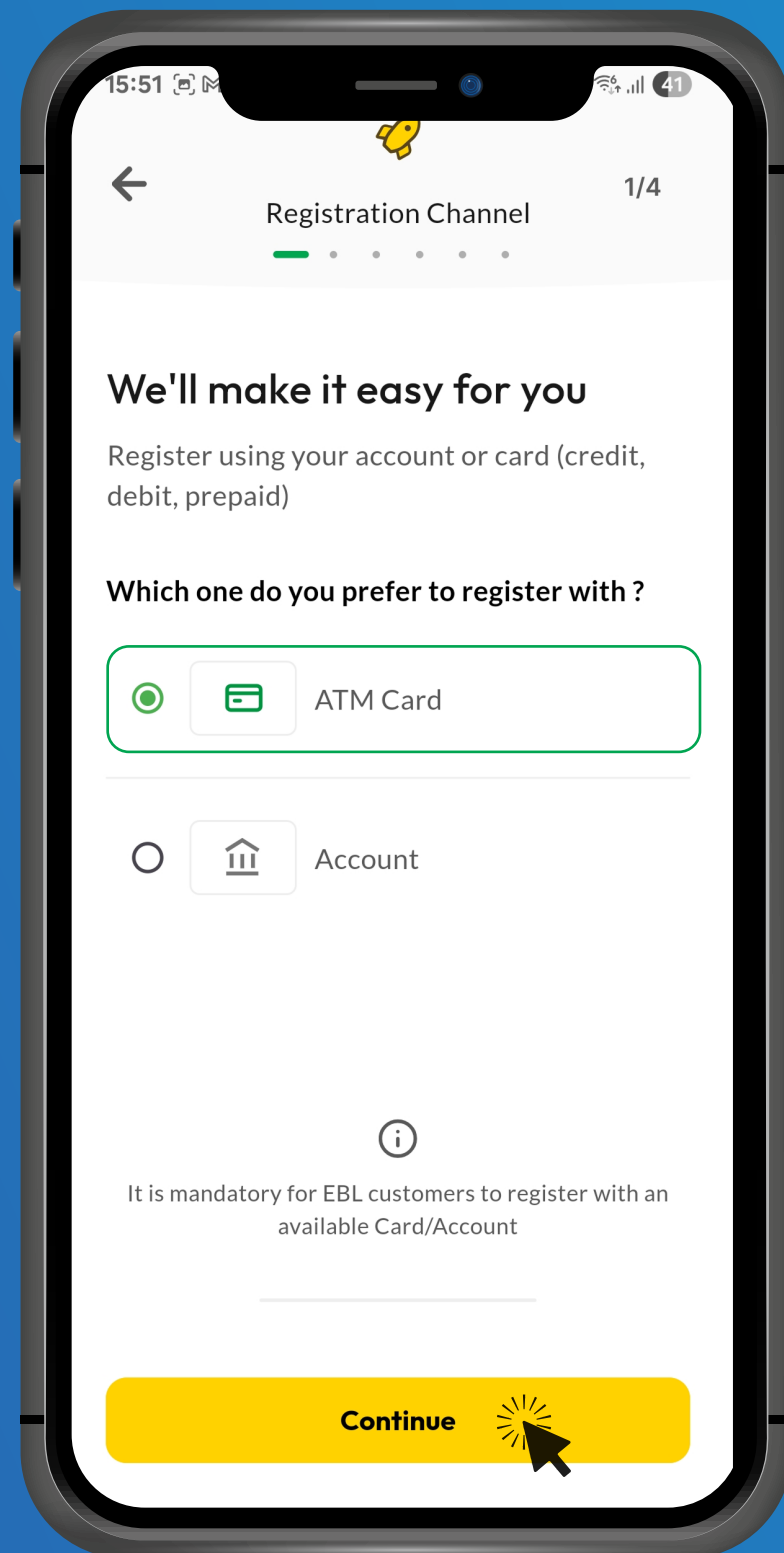 15:51
41
1/4
Registration Channel
We'll make it easy for you
Register using your account or card (credit,
debit, prepaid)
Which one do you prefer to register with ?
ATM Card
Account
It is mandatory for EBL customers to register with an
available Card/Account
Continue